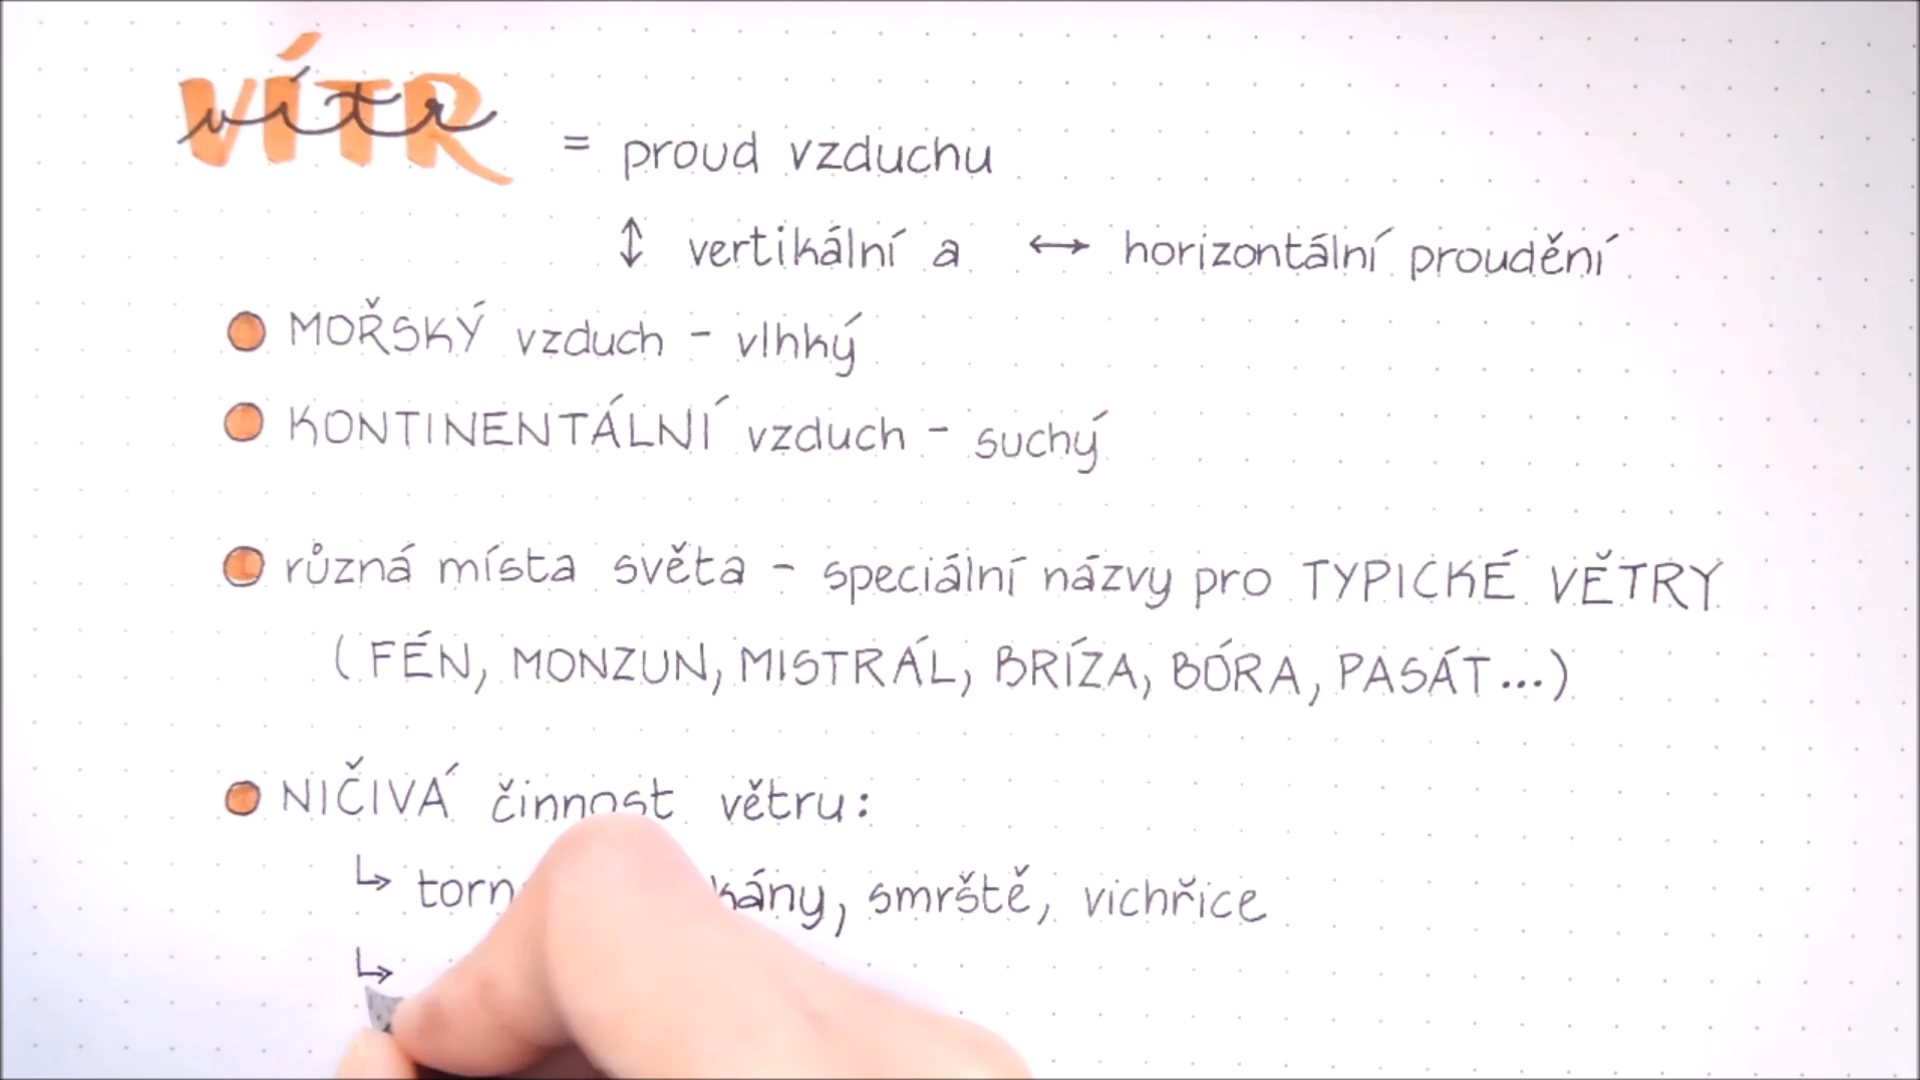 VÍTR vítr = proud vzduchu
↕ vertikální a ↔ horizontální proudění
MOŘSKÝ vzduch - vlhký
KONTINENTÁLNÍ vzduch - suchý
různá místa světa - speciální názvy pro TYPICKÉ VĚTRY
(FÉN, MONZUN, MISTRÁL, BRÍZA, BÓRA, PASÁT...)
NIČIVÁ činnost větru:
↳ smrště, vichřice
↳